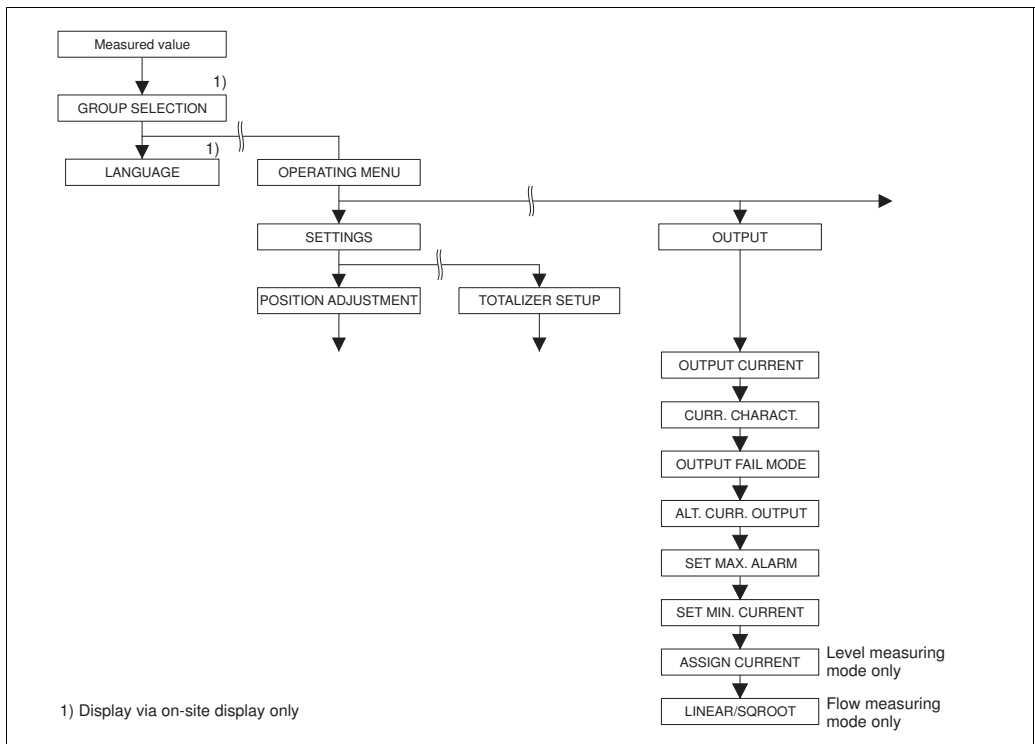 Measured value
1)
GROUP SELECTION
1)
LANGUAGE
OPERATING MENU
SETTINGS
OUTPUT
POSITION ADJUSTMENT
TOTALIZER SETUP
OUTPUT CURRENT
CURR. CHARACT.
OUTPUT FAIL MODE
ALT. CURR. OUTPUT
SET MAX. ALARM
SET MIN. CURRENT
ASSIGN CURRENT
Level measuring
mode only
LINEAR/SQROOT
Flow measuring
mode only
1) Display via on-site display only